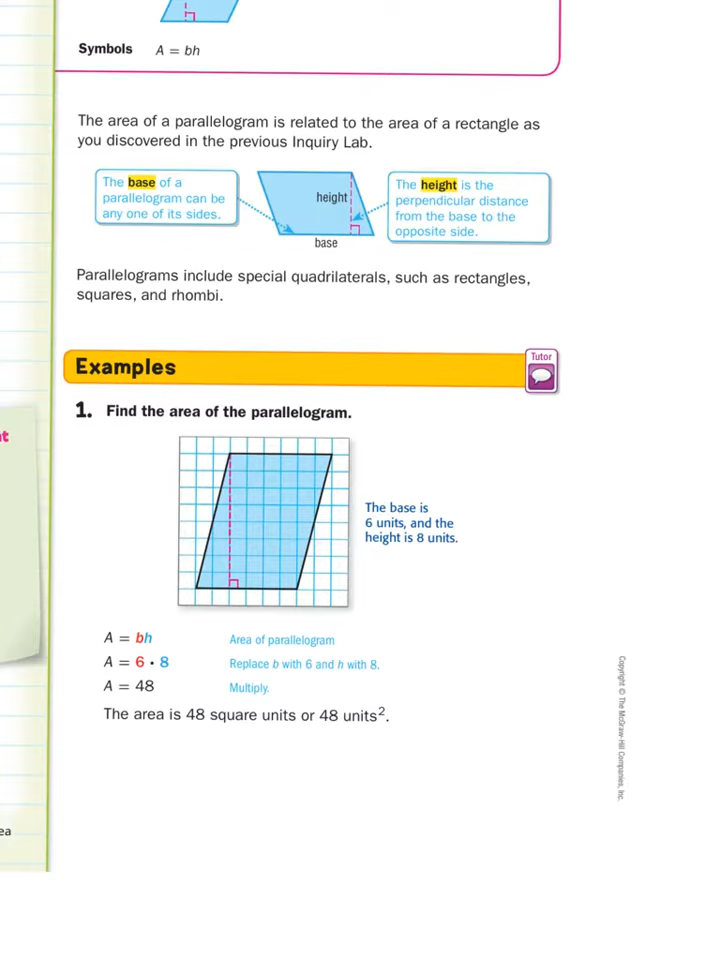 Symbols A = bh
The area of a parallelogram is related to the area of a rectangle as
you discovered in the previous Inquiry Lab.
The base of a
parallelogram can be
any one of its sides.
height
base
The height is the
perpendicular distance
from the base to the
opposite side.
Parallelograms include special quadrilaterals, such as rectangles,
squares, and rhombi.
Examples
Tutor
1. Find the area of the parallelogram.
The base is
6 units, and the
height is 8 units.
A = bh Area of parallelogram
A = 6 • 8 Replace b with 6 and h with 8.
A = 48 Multiply.
The area is 48 square units or 48 units².
Copyright © The McGraw-Hill Companies, Inc.